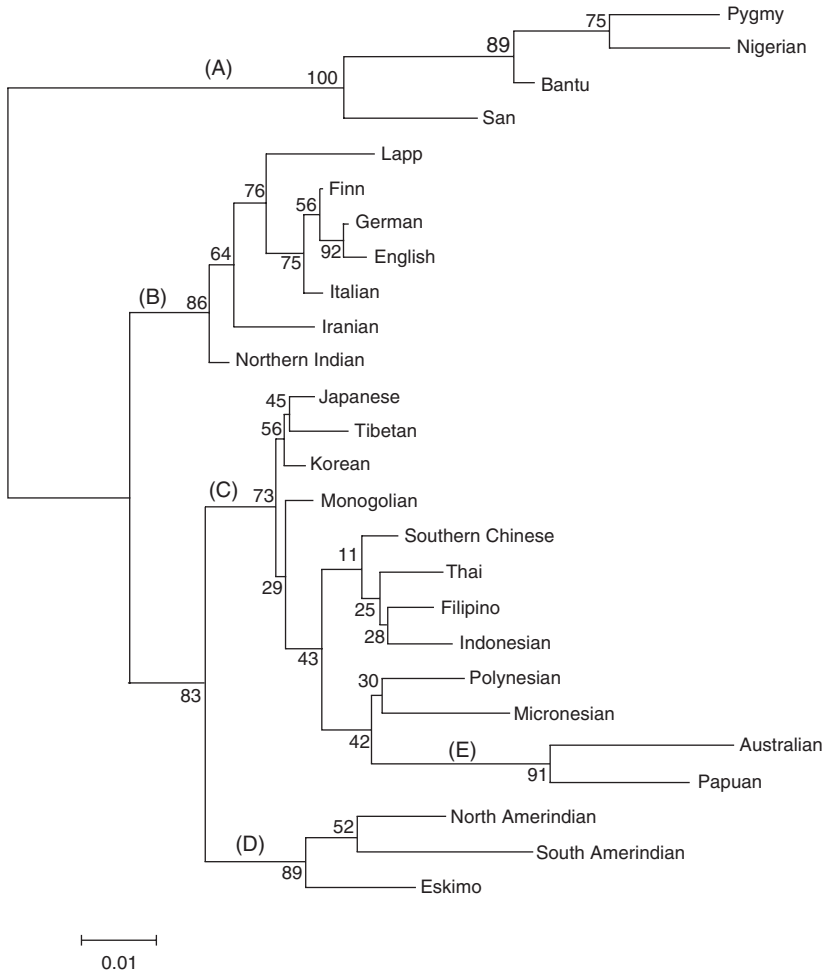 Pygmy
75
Nigerian
89
(A)
100
Bantu
San
Lapp
76
Finn
56
German
92
English
75
64
Italian
(B)
86
Iranian
Northern Indian
Japanese
45
Tibetan
56
Korean
(C)
73
Monogolian
Southern Chinese
11
Thai
29
25
Filipino
28
Indonesian
43
30
Polynesian
Micronesian
42
(E)
Australian
91
Papuan
83
North Amerindian
52
(D)
South Amerindian
89
Eskimo
0.01